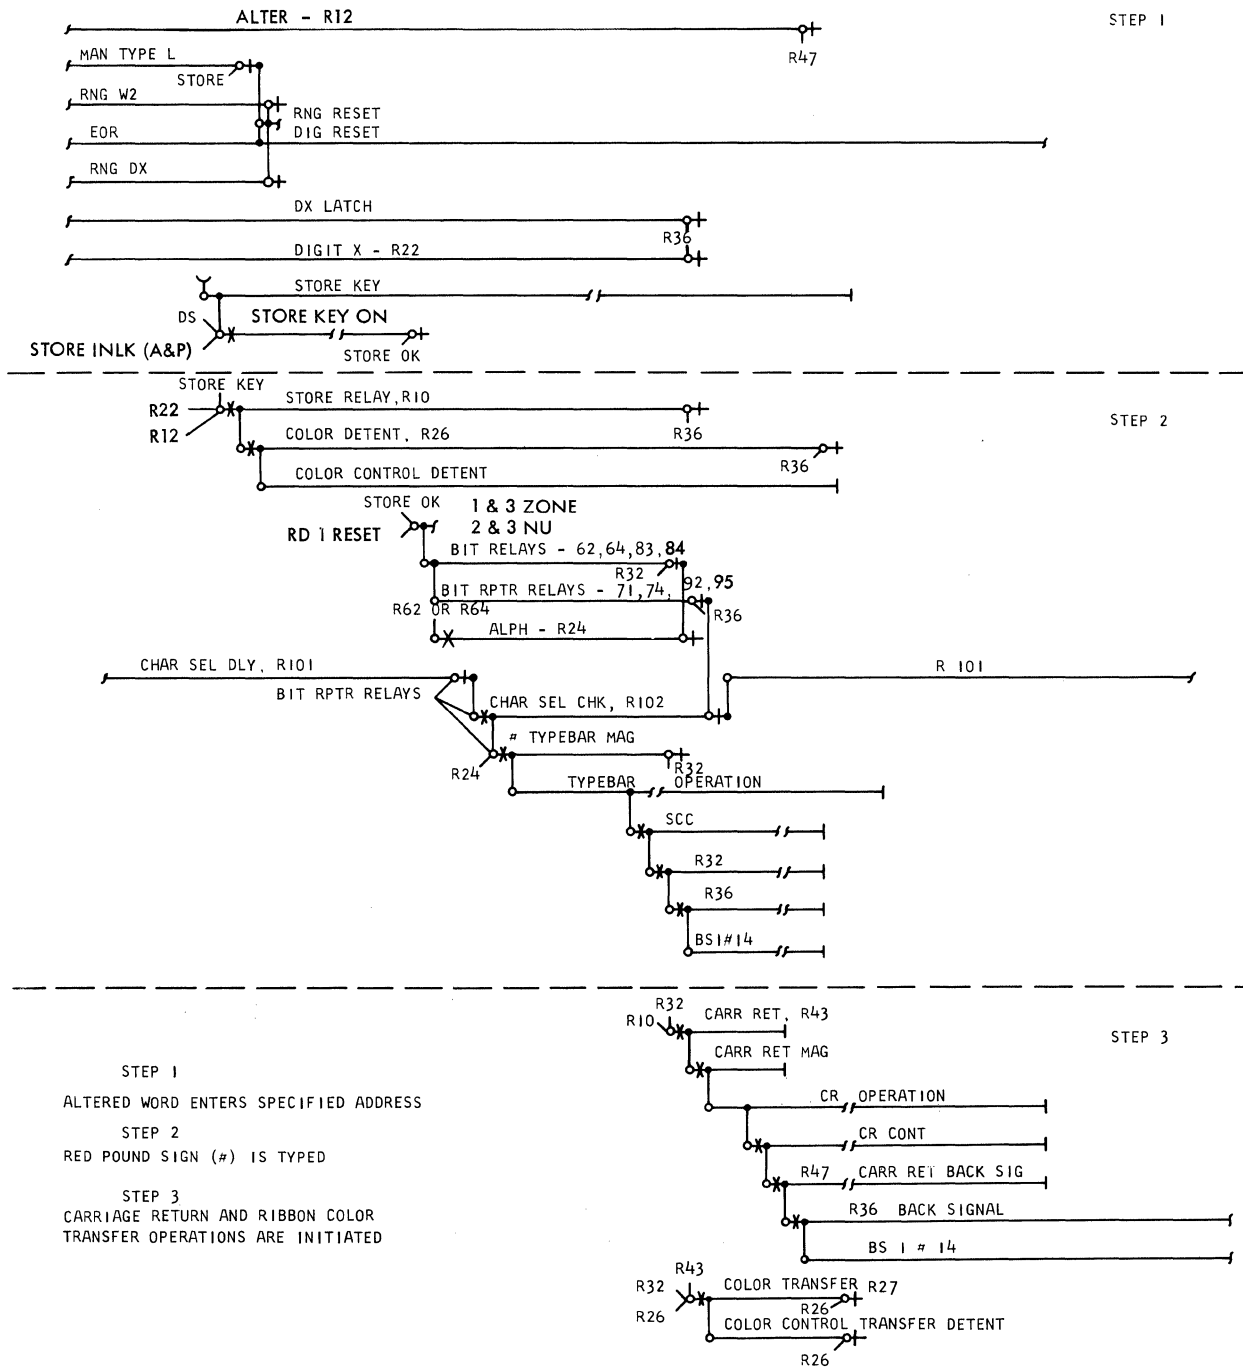 ALTER - R12
STEP 1
R47
MAN TYPE L
STORE
RNG W2
RNG RESET
EOR
DIG RESET
RNG DX
DX LATCH
R36
DIGIT X - R22
STORE KEY
DS
STORE KEY ON
STORE INLK (A&P)
STORE OK
STORE KEY
R22
STORE RELAY, R10
R12
R36
STEP 2
COLOR DETENT, R26
R36
COLOR CONTROL DETENT
STORE OK
1 & 3 ZONE
RD 1 RESET
2 & 3 NU
BIT RELAYS - 62, 64, 83, 84
R32
BIT RPTR RELAYS - 71, 74, 92, 95
R62 OR R64
R36
ALPH - R24
CHAR SEL DLY, R101
R 101
BIT RPTR RELAYS
CHAR SEL CHK, R102
# TYPEBAR MAG
R24
R32
TYPEBAR OPERATION
SCC
R32
R36
BS1#14
R32
R10
CARR RET, R43
STEP 3
CARR RET MAG
STEP 1
ALTERED WORD ENTERS SPECIFIED ADDRESS
STEP 2
RED POUND SIGN (#) IS TYPED
STEP 3
CARRIAGE RETURN AND RIBBON COLOR
TRANSFER OPERATIONS ARE INITIATED
CR OPERATION
CR CONT
R47 CARR RET BACK SIG
R36 BACK SIGNAL
BS 1 # 14
R43
R32
COLOR TRANSFER R27
R26
R26
COLOR CONTROL TRANSFER DETENT
R26